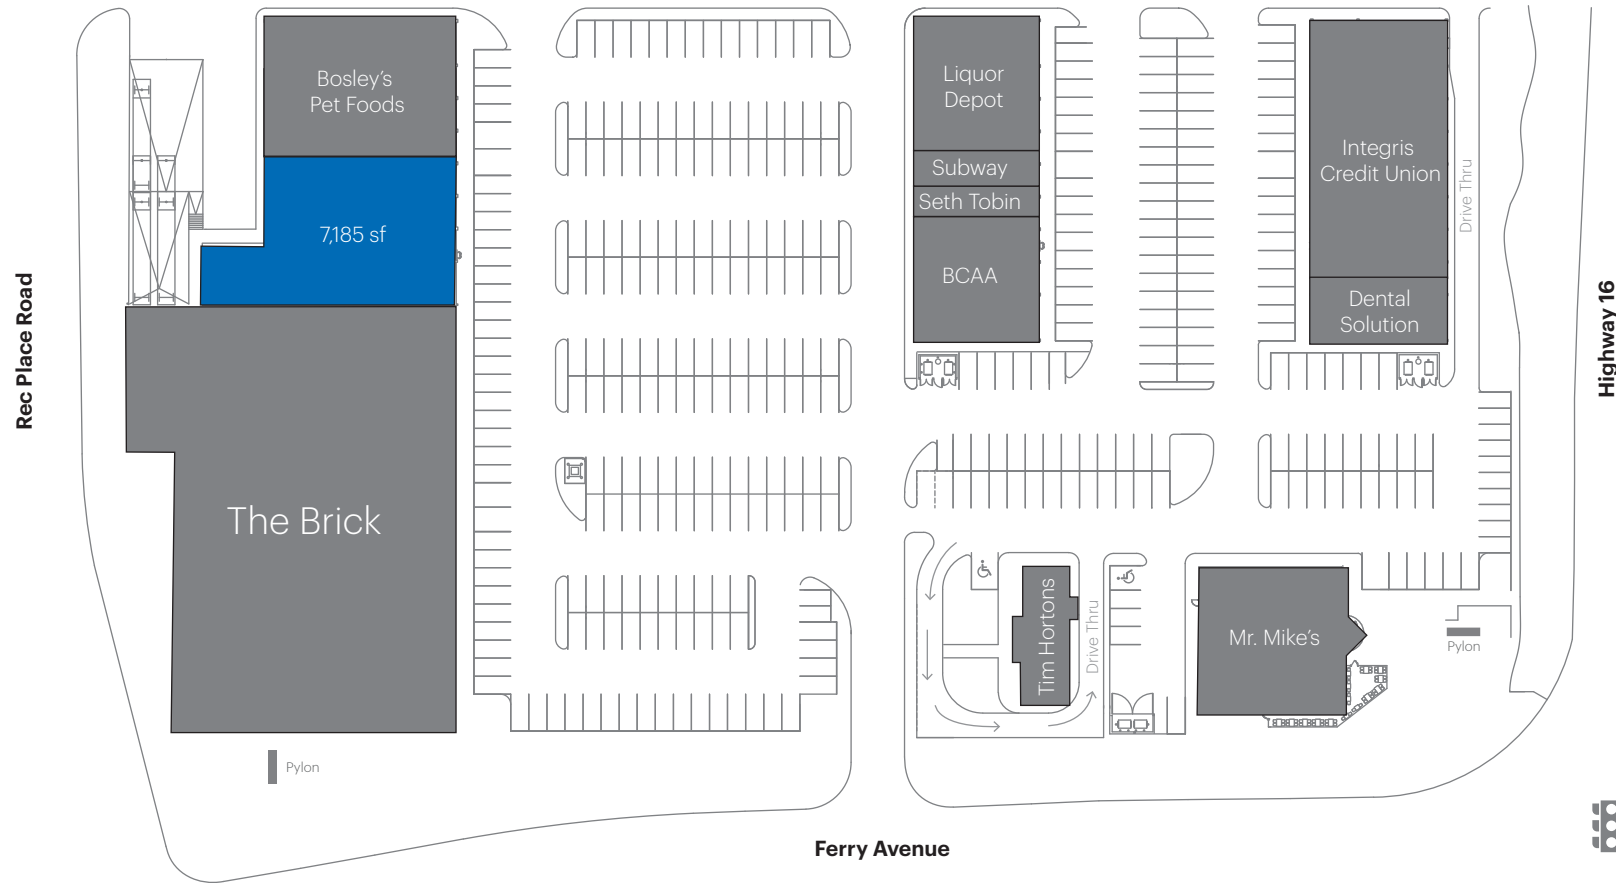 Bosley's
Pet Foods
7,185 sf
The Brick
Rec Place Road
Pylon
Liquor
Depot
Subway
Seth Tobin
BCAA
Integris
Credit Union
Drive Thru
Dental
Solution
Highway 16
Tim Hortons
Drive Thru
Mr. Mike's
Pylon
Ferry Avenue